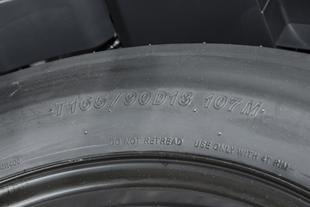 T165/90D18 107M
DO NOT RETREAD
USE ONLY WITH 4T RIM